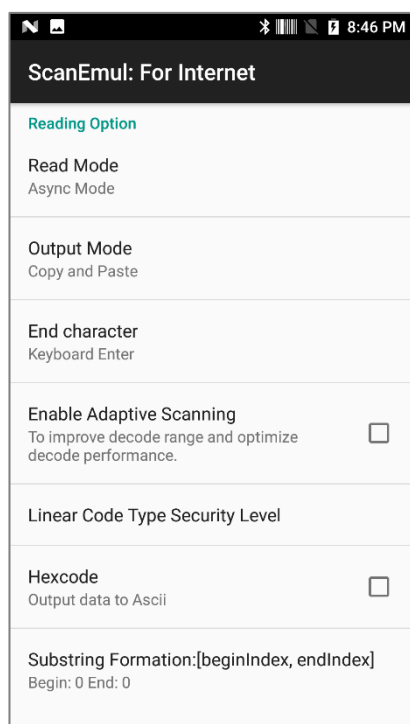 8:46 PM
ScanEmul: For Internet
Reading Option
Read Mode
Async Mode
Output Mode
Copy and Paste
End character
Keyboard Enter
Enable Adaptive Scanning
To improve decode range and optimize
decode performance.
Linear Code Type Security Level
Hexcode
Output data to Ascii
Substring Formation:[beginIndex, endIndex]
Begin: 0 End: 0